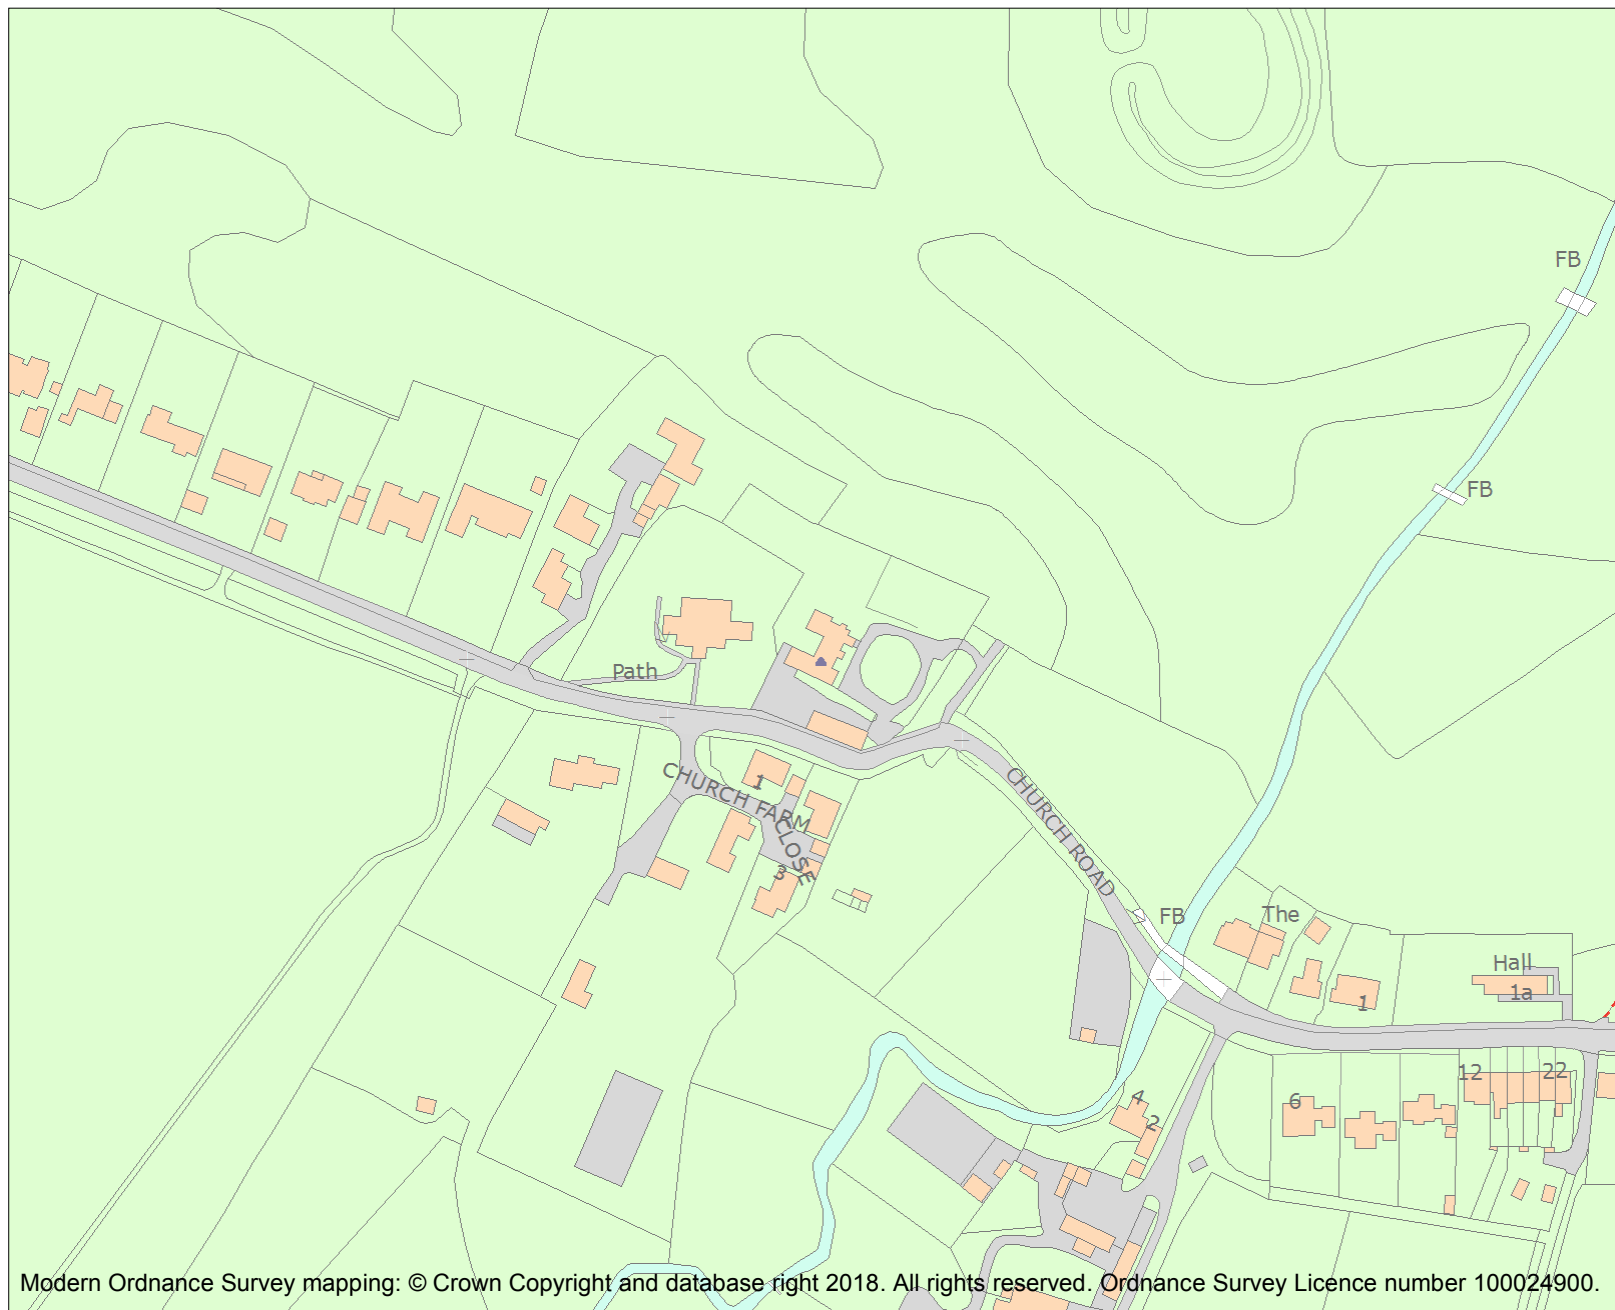 FB
FB
Path
CHURCH FARM
CLOSE
1
3
CHURCH ROAD
FB
The
Hall
1a
1
12
22
6
4
2
Modern Ordnance Survey mapping: © Crown Copyright and database right 2018. All rights reserved. Ordnance Survey Licence number 100024900.